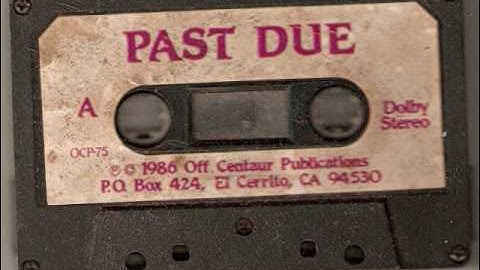 PAST DUE
A
Dolby
Stereo
OCP-75
℗ © 1986 Off Centaur Publications
P.O. Box 424, El Cerrito, CA 94530